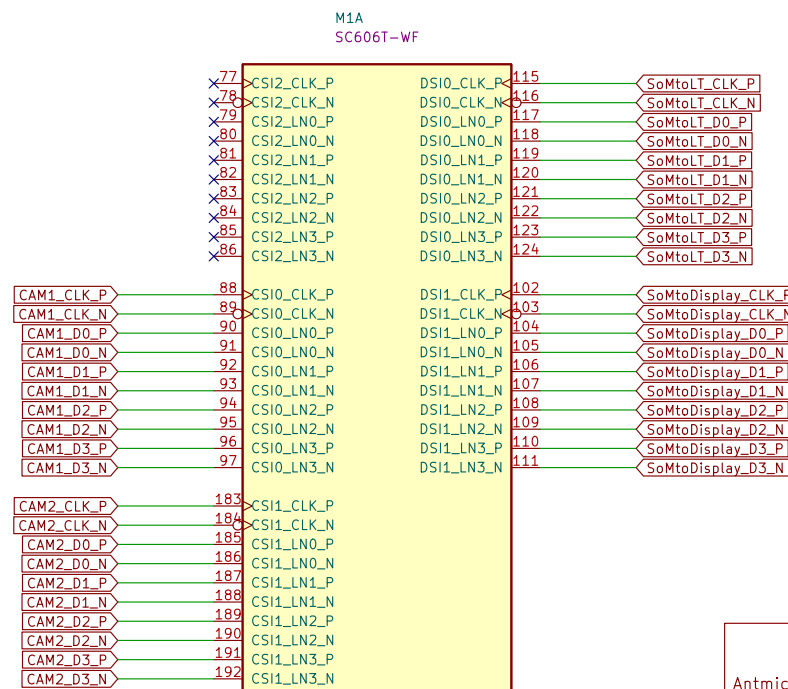 M1A
SC606T-WF
77 CSI2_CLK_P DSI0_CLK_P 115 SoMtoLT_CLK_P
78 CSI2_CLK_N DSI0_CLK_N 116 SoMtoLT_CLK_N
79 CSI2_LN0_P DSI0_LN0_P 117 SoMtoLT_D0_P
80 CSI2_LN0_N DSI0_LN0_N 118 SoMtoLT_D0_N
81 CSI2_LN1_P DSI0_LN1_P 119 SoMtoLT_D1_P
82 CSI2_LN1_N DSI0_LN1_N 120 SoMtoLT_D1_N
83 CSI2_LN2_P DSI0_LN2_P 121 SoMtoLT_D2_P
84 CSI2_LN2_N DSI0_LN2_N 122 SoMtoLT_D2_N
85 CSI2_LN3_P DSI0_LN3_P 123 SoMtoLT_D3_P
86 CSI2_LN3_N DSI0_LN3_N 124 SoMtoLT_D3_N
CAM1_CLK_P 88 CSI0_CLK_P DSI1_CLK_P 102 SoMtoDisplay_CLK_P
CAM1_CLK_N 89 CSI0_CLK_N DSI1_CLK_N 103 SoMtoDisplay_CLK_N
CAM1_D0_P 90 CSI0_LN0_P DSI1_LN0_P 104 SoMtoDisplay_D0_P
CAM1_D0_N 91 CSI0_LN0_N DSI1_LN0_N 105 SoMtoDisplay_D0_N
CAM1_D1_P 92 CSI0_LN1_P DSI1_LN1_P 106 SoMtoDisplay_D1_P
CAM1_D1_N 93 CSI0_LN1_N DSI1_LN1_N 107 SoMtoDisplay_D1_N
CAM1_D2_P 94 CSI0_LN2_P DSI1_LN2_P 108 SoMtoDisplay_D2_P
CAM1_D2_N 95 CSI0_LN2_N DSI1_LN2_N 109 SoMtoDisplay_D2_N
CAM1_D3_P 96 CSI0_LN3_P DSI1_LN3_P 110 SoMtoDisplay_D3_P
CAM1_D3_N 97 CSI0_LN3_N DSI1_LN3_N 111 SoMtoDisplay_D3_N
CAM2_CLK_P 183 CSI1_CLK_P
CAM2_CLK_N 184 CSI1_CLK_N
CAM2_D0_P 185 CSI1_LN0_P
CAM2_D0_N 186 CSI1_LN0_N
CAM2_D1_P 187 CSI1_LN1_P
CAM2_D1_N 188 CSI1_LN1_N
CAM2_D2_P 189 CSI1_LN2_P
CAM2_D2_N 190 CSI1_LN2_N
CAM2_D3_P 191 CSI1_LN3_P
CAM2_D3_N 192 CSI1_LN3_N
Antmic